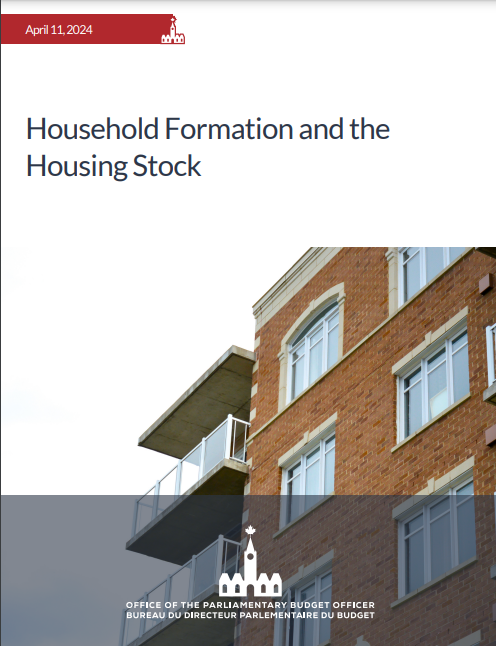 April 11, 2024
Household Formation and the
Housing Stock
OFFICE OF THE PARLIAMENTARY BUDGET OFFICER
BUREAU DU DIRECTEUR PARLEMENTAIRE DU BUDGET